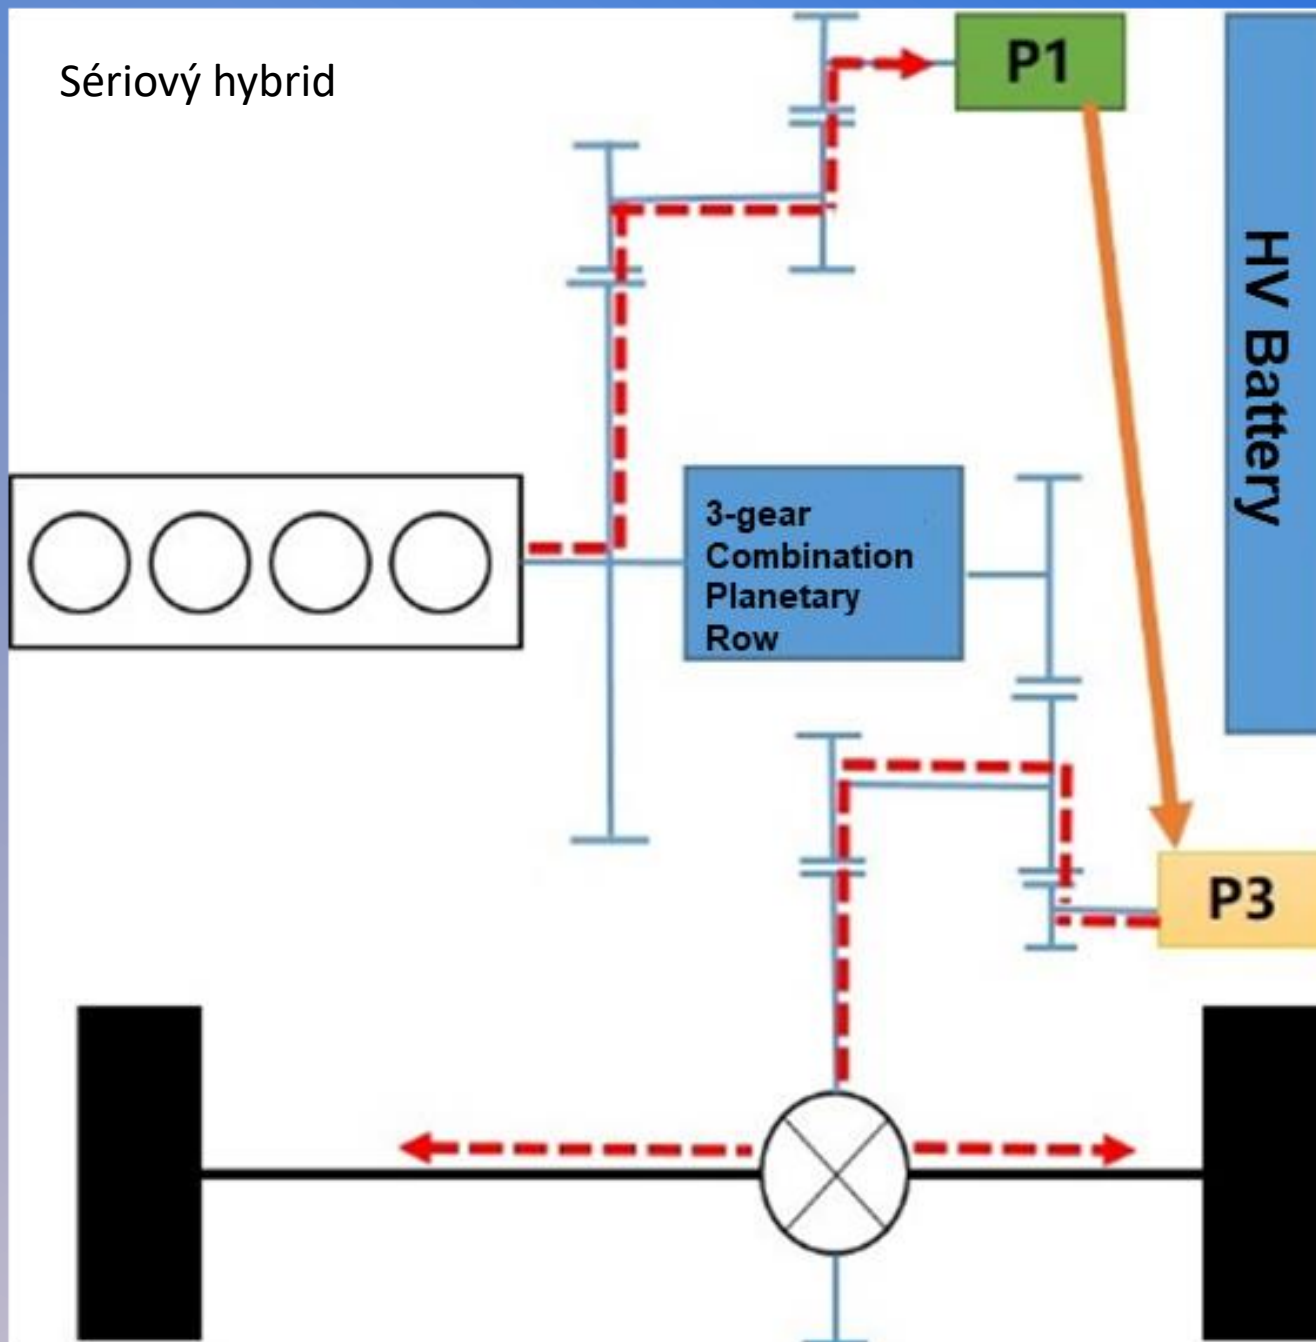 Sériový hybrid
P1
HV Battery
3-gear
Combination
Planetary
Row
P3